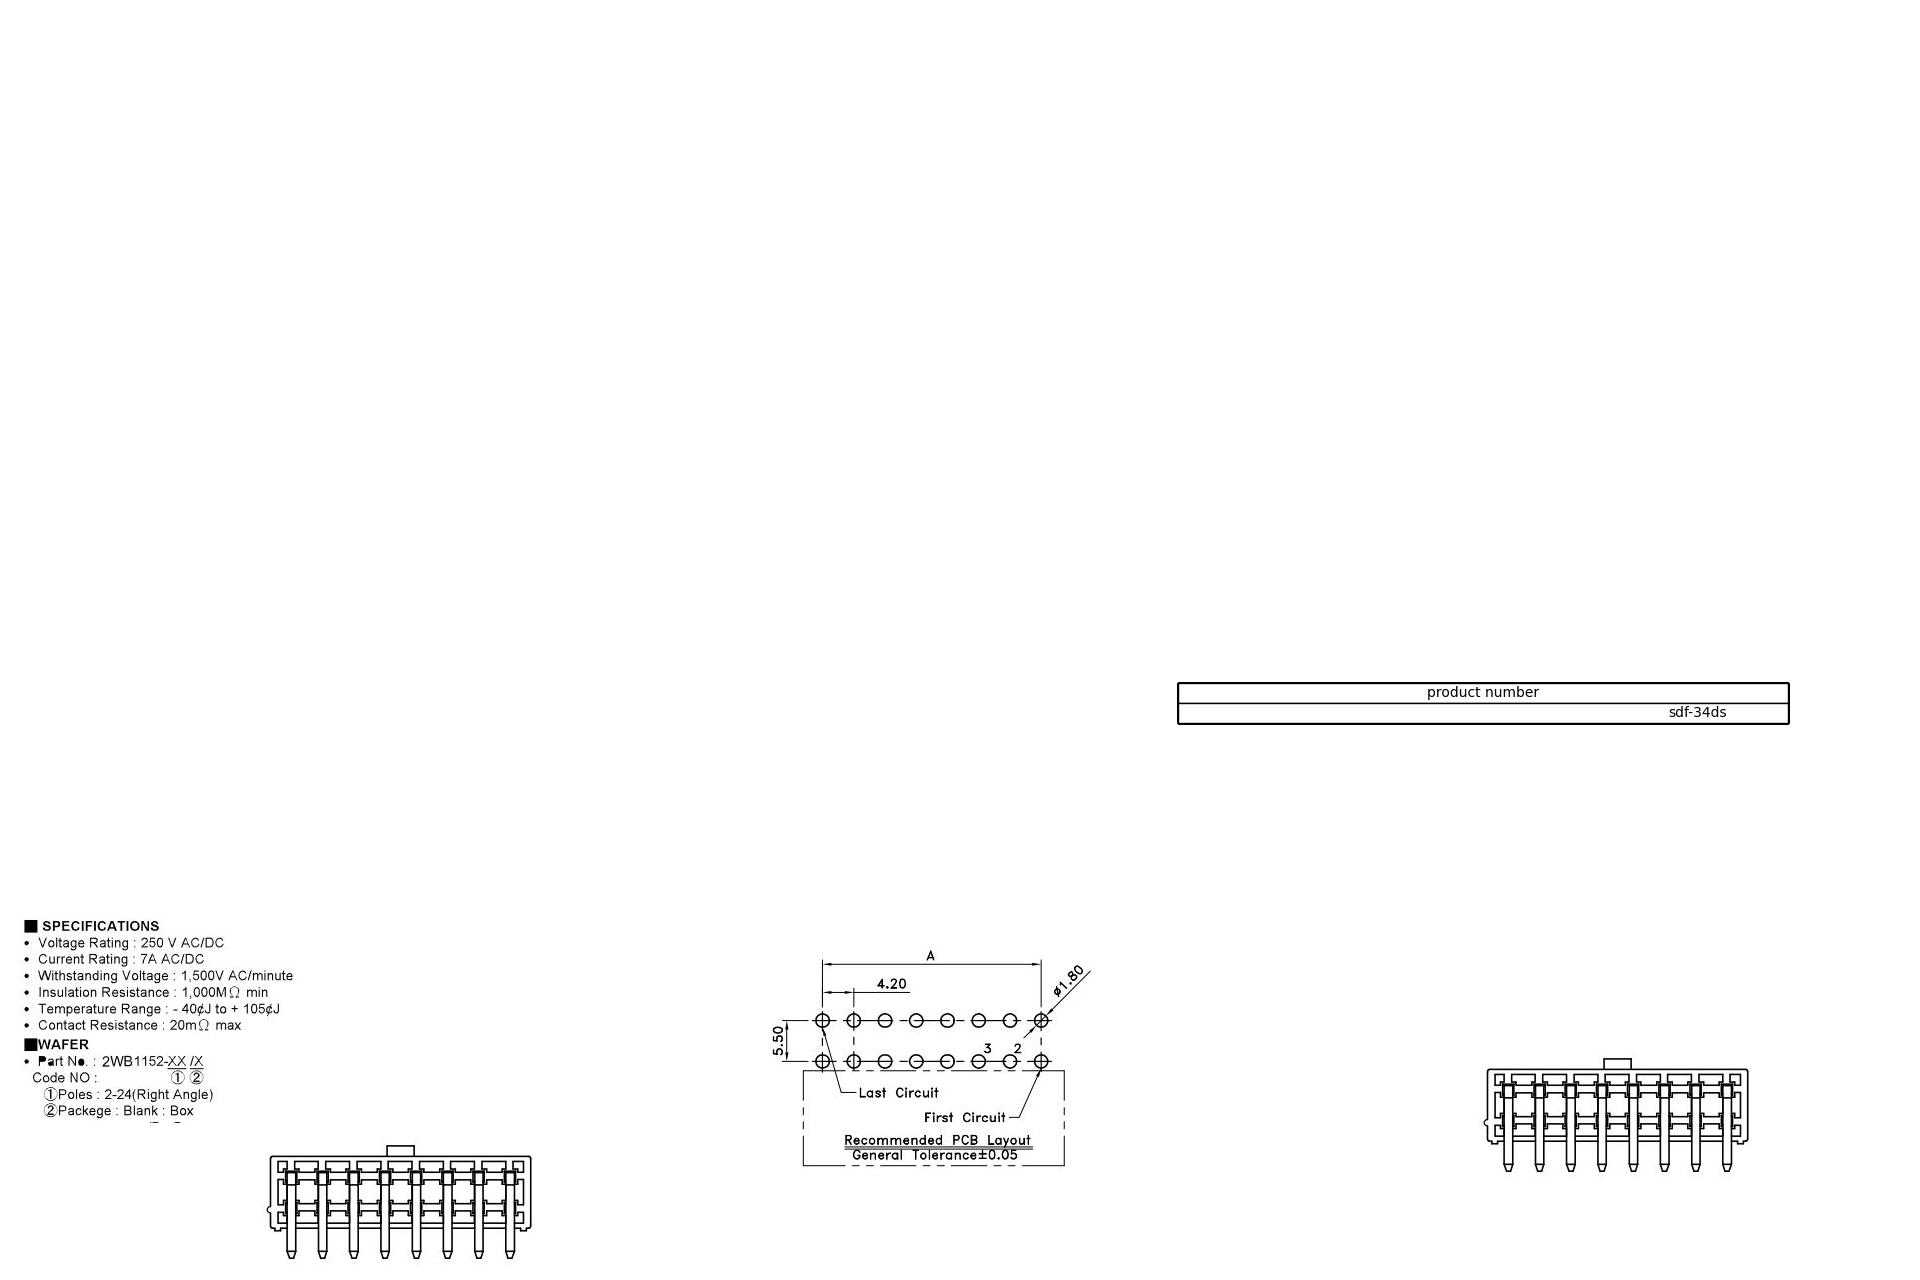 product number
sdf-34ds
■ SPECIFICATIONS
• Voltage Rating : 250 V AC/DC
• Current Rating : 7A AC/DC
• Withstanding Voltage : 1,500V AC/minute
• Insulation Resistance : 1,000MΩ min
• Temperature Range : - 40¢J to + 105¢J
• Contact Resistance : 20mΩ max
■WAFER
• Part No. : 2WB1152-XX /X
Code NO : ① ②
①Poles : 2-24(Right Angle)
②Packege : Blank : Box
A
4.20
ø1.80
5.50
3 2
Last Circuit
First Circuit
Recommended PCB Layout
General Tolerance±0.05